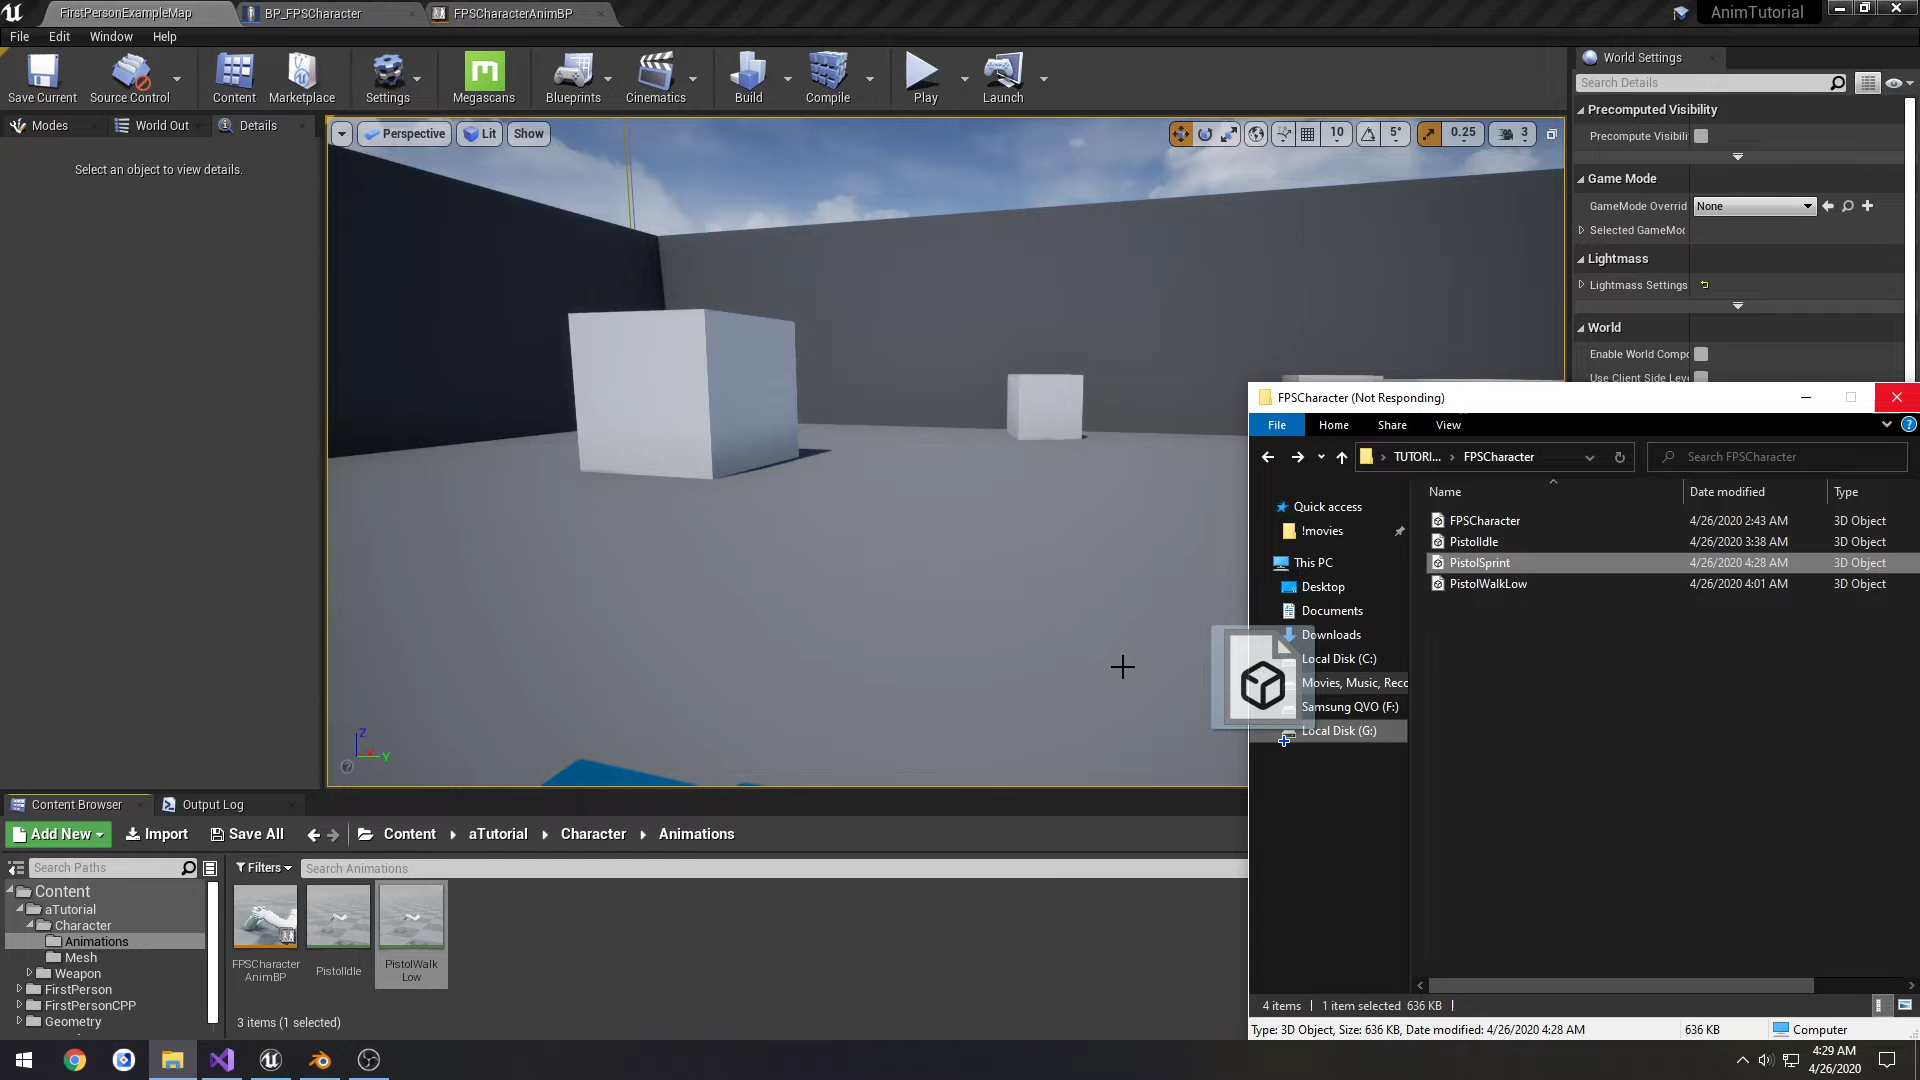 FirstPersonExampleMap
BP_FPSCharacter
FPSCharacterAnimBP
AnimTutorial
File Edit Window Help
Save Current
Source Control
Content
Marketplace
Settings
Megascans
Blueprints
Cinematics
Build
Compile
Play
Launch
World Settings
Search Details
Modes
World Out
Details
Select an object to view details.
Perspective
Lit
Show
10
5°
0.25
3
Precomputed Visibility
Precompute Visibili
Game Mode
GameMode Overrid
None
Selected GameMod
Lightmass
Lightmass Settings
World
Enable World Compo
Use Client Side Leve
Z
X
Y
FPSCharacter (Not Responding)
File Home Share View
TUTORI... FPSCharacter
Search FPSCharacter
Name Date modified Type
Quick access
!movies
This PC
Desktop
Documents
Downloads
Local Disk (C:)
Movies, Music, Reco
Samsung QVO (F:)
Local Disk (G:)
FPSCharacter 4/26/2020 2:43 AM 3D Object
PistolIdle 4/26/2020 3:38 AM 3D Object
PistolSprint 4/26/2020 4:28 AM 3D Object
PistolWalkLow 4/26/2020 4:01 AM 3D Object
4 items 1 item selected 636 KB
Type: 3D Object, Size: 636 KB, Date modified: 4/26/2020 4:28 AM 636 KB Computer
Content Browser
Output Log
Add New
Import
Save All
Content aTutorial Character Animations
Search Paths
Filters
Search Animations
Content
aTutorial
Character
Animations
Mesh
Weapon
FirstPerson
FirstPersonCPP
Geometry
FPSCharacter
AnimBP
PistolIdle
PistolWalk
Low
3 items (1 selected)
4:29 AM
4/26/2020